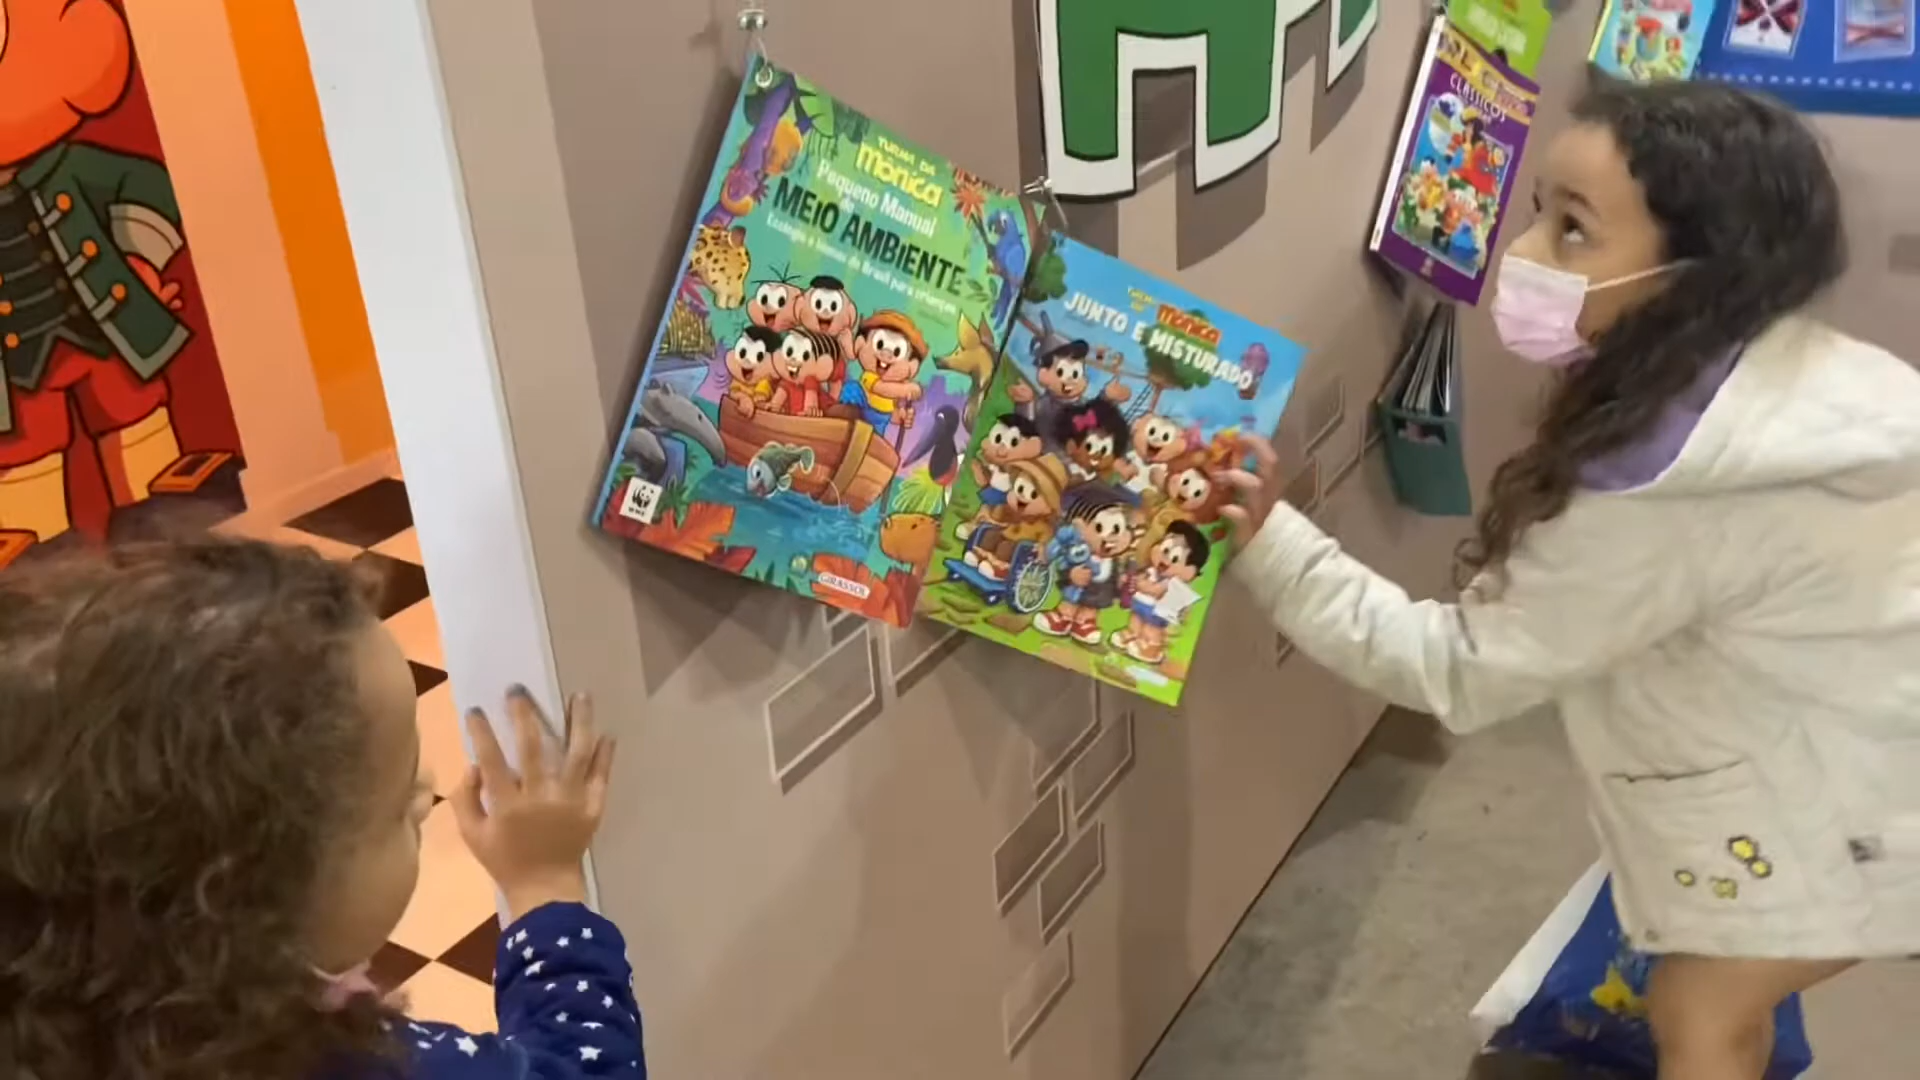 TURMA DA
Mônica
Pequeno Manual
do
MEIO AMBIENTE
Ecologia e biomas do Brasil para crianças
WWF
GIRASSOL
TURMA DA
MÔNICA
JUNTO E MISTURADO
CLÁSSICOS